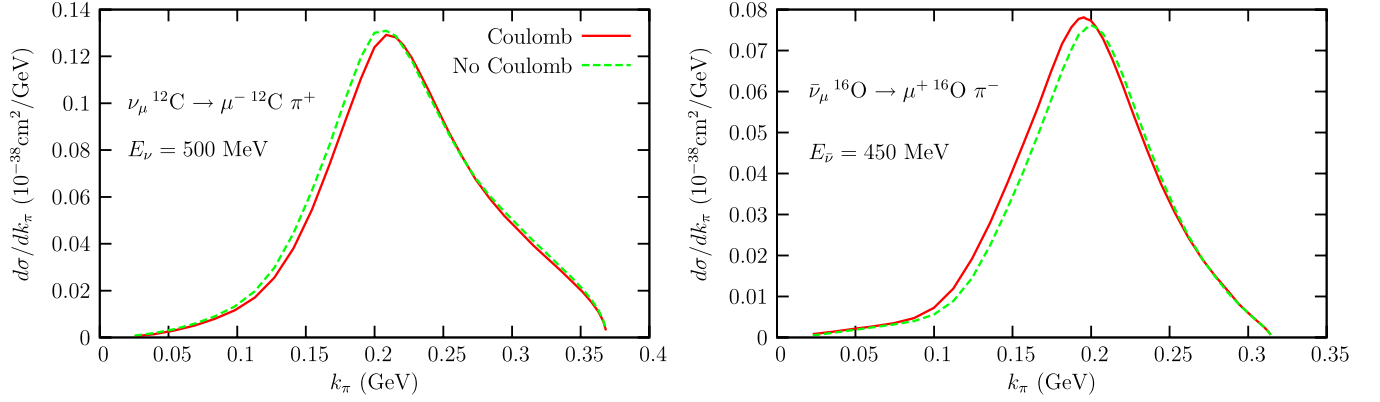 dσ/dk_π (10⁻³⁸cm²/GeV)
0.14
0.12
0.1
0.08
0.06
0.04
0.02
0
Coulomb
No Coulomb
ν_μ ¹²C → μ⁻ ¹²C π⁺
E_ν = 500 MeV
0 0.05 0.1 0.15 0.2 0.25 0.3 0.35 0.4
k_π (GeV)
dσ/dk_π (10⁻³⁸cm²/GeV)
0.08
0.07
0.06
0.05
0.04
0.03
0.02
0.01
0
ν̄_μ ¹⁶O → μ⁺ ¹⁶O π⁻
E_ν̄ = 450 MeV
0 0.05 0.1 0.15 0.2 0.25 0.3 0.35
k_π (GeV)